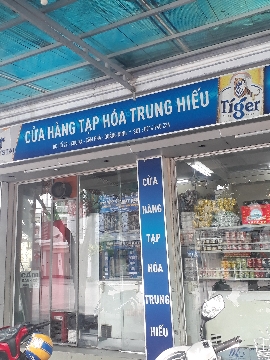 CỬA HÀNG TẠP HÓA TRUNG HIẾU
Tiger
CỬA
HÀNG
TẠP
HÓA
TRUNG
HIẾU